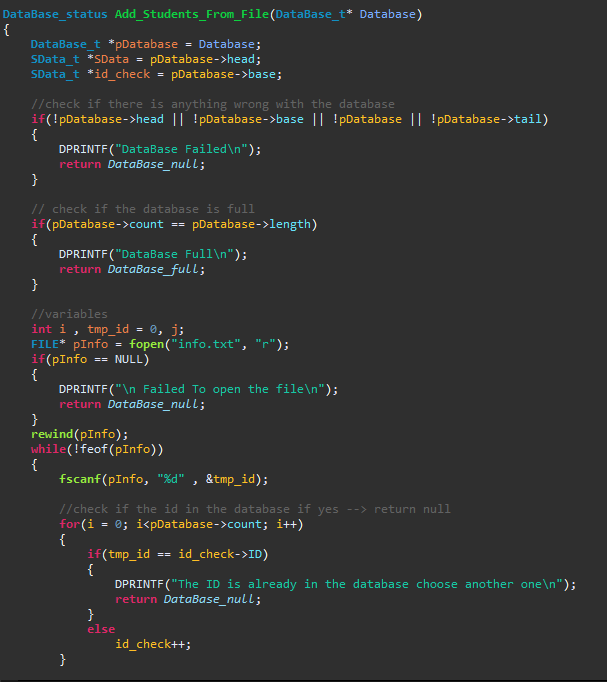 DataBase_status Add_Students_From_File(DataBase_t* Database)
{
    DataBase_t *pDatabase = Database;
    SData_t *SData = pDatabase->head;
    SData_t *id_check = pDatabase->base;

    //check if there is anything wrong with the database
    if(!pDatabase->head || !pDatabase->base || !pDatabase || !pDatabase->tail)
    {
        DPRINTF("DataBase Failed\n");
        return DataBase_null;
    }

    // check if the database is full
    if(pDatabase->count == pDatabase->length)
    {
        DPRINTF("DataBase Full\n");
        return DataBase_full;
    }

    //variables
    int i , tmp_id = 0, j;
    FILE* pInfo = fopen("info.txt", "r");
    if(pInfo == NULL)
    {
        DPRINTF("\n Failed To open the file\n");
        return DataBase_null;
    }
    rewind(pInfo);
    while(!feof(pInfo))
    {
        fscanf(pInfo, "%d" , &tmp_id);

        //check if the id in the database if yes --> return null
        for(i = 0; i<pDatabase->count; i++)
        {
            if(tmp_id == id_check->ID)
            {
                DPRINTF("The ID is already in the database choose another one\n");
                return DataBase_null;
            }
            else
                id_check++;
        }